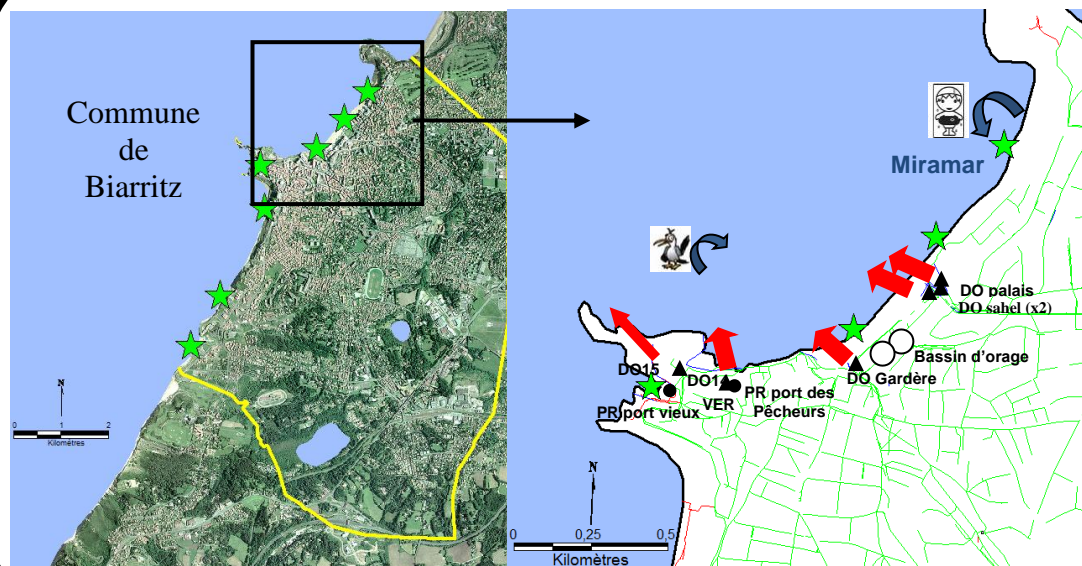 Commune
de
Biarritz
N
0 1 2
Kilomètres
Miramar
DO palais
DO sahel (x2)
Bassin d'orage
DO Gardère
DO15
DO1
PR port des
Pêcheurs
VER
PR port vieux
N
0 0,25 0,5
Kilomètres